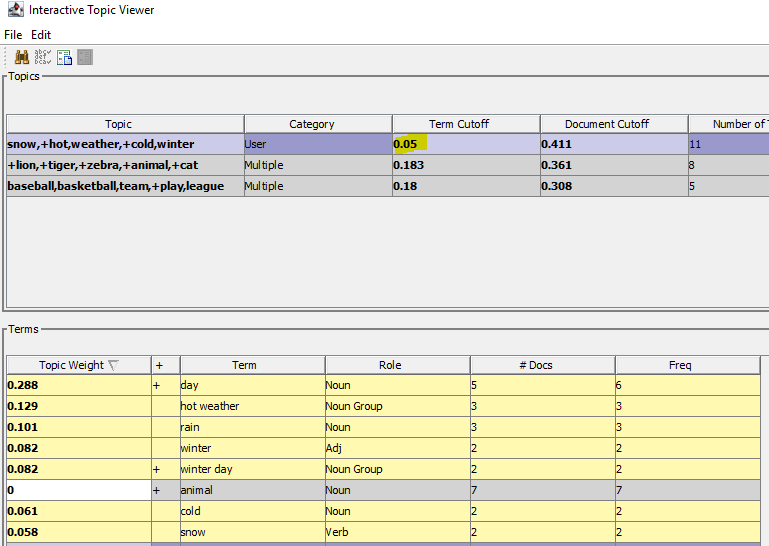 Interactive Topic Viewer
File Edit
abcv
Topics
Topic Category Term Cutoff Document Cutoff Number of
snow,+hot,weather,+cold,winter User 0.05 0.411 11
+lion,+tiger,+zebra,+animal,+cat Multiple 0.183 0.361 8
baseball,basketball,team,+play,league Multiple 0.18 0.308 5
Terms
Topic Weight + Term Role # Docs Freq
0.288 + day Noun 5 6
0.129 hot weather Noun Group 3 3
0.101 rain Noun 3 3
0.082 winter Adj 2 2
0.082 + winter day Noun Group 2 2
0 + animal Noun 7 7
0.061 cold Noun 2 2
0.058 snow Verb 2 2